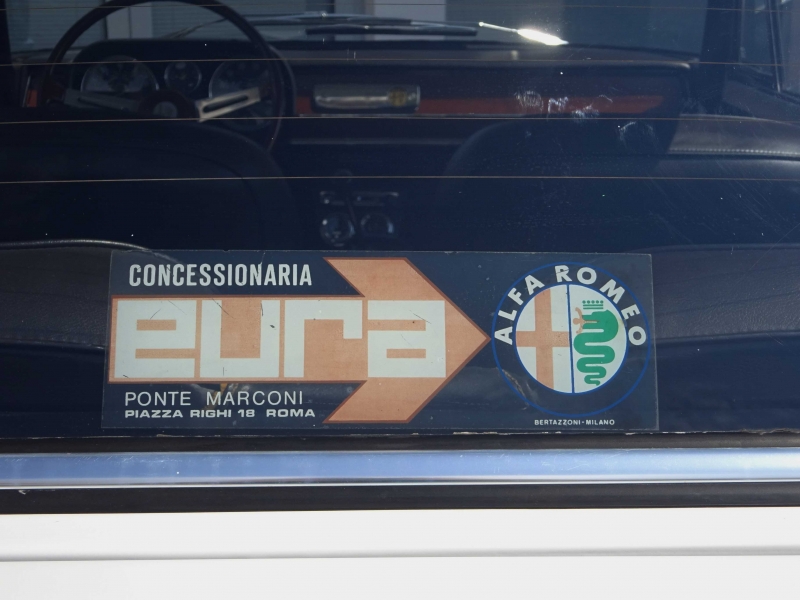 CONCESSIONARIA
eura
PONTE MARCONI
PIAZZA RIGHI 18 ROMA
ALFA ROMEO
BERTAZZONI-MILANO